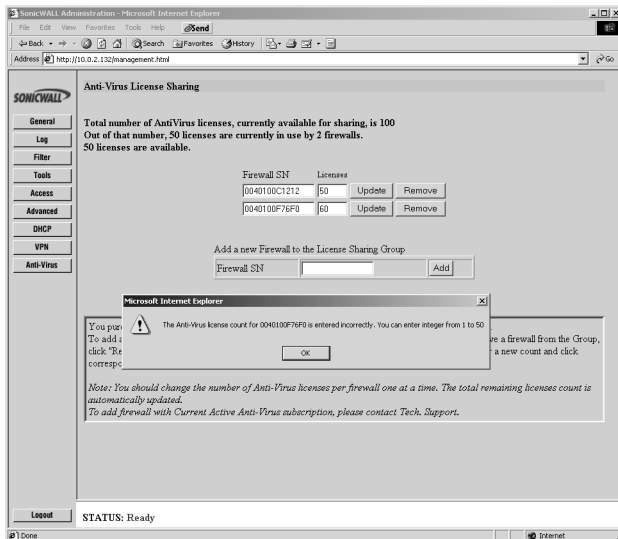 SonicWALL Administration - Microsoft Internet Explorer
File Edit View Favorites Tools Help Send
Back Search Favorites History
Address http://10.0.2.132/management.html Go
SONICWALL
General
Log
Filter
Tools
Access
Advanced
DHCP
VPN
Anti-Virus
Logout
Anti-Virus License Sharing
Total number of AntiVirus licenses, currently available for sharing, is 100
Out of that number, 50 licenses are currently in use by 2 firewalls.
50 licenses are available.
Firewall SN Licenses
0040100C1212 50 Update Remove
0040100F76F0 60 Update Remove
Add a new Firewall to the License Sharing Group
Firewall SN Add
Microsoft Internet Explorer
The Anti-Virus license count for 0040100F76F0 is entered incorrectly. You can enter integer from 1 to 50
OK
You pur
To add a e a firewall from the Group,
click "Re a new count and click
correspo
Note: You should change the number of Anti-Virus licenses per firewall one at a time. The total remaining licenses count is
automatically updated.
To add firewall with Current Active Anti-Virus subscription, please contact Tech. Support.
STATUS: Ready
Done Internet